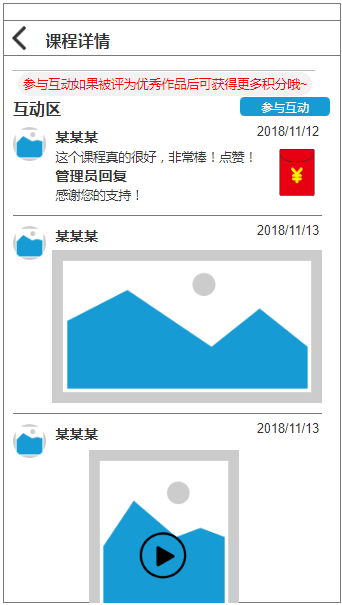 课程详情
参与互动如果被评为优秀作品后可获得更多积分哦~
互动区
参与互动
某某某
2018/11/12
这个课程真的很好，非常棒！点赞！
管理员回复
感谢您的支持！
¥
某某某
2018/11/13
某某某
2018/11/13